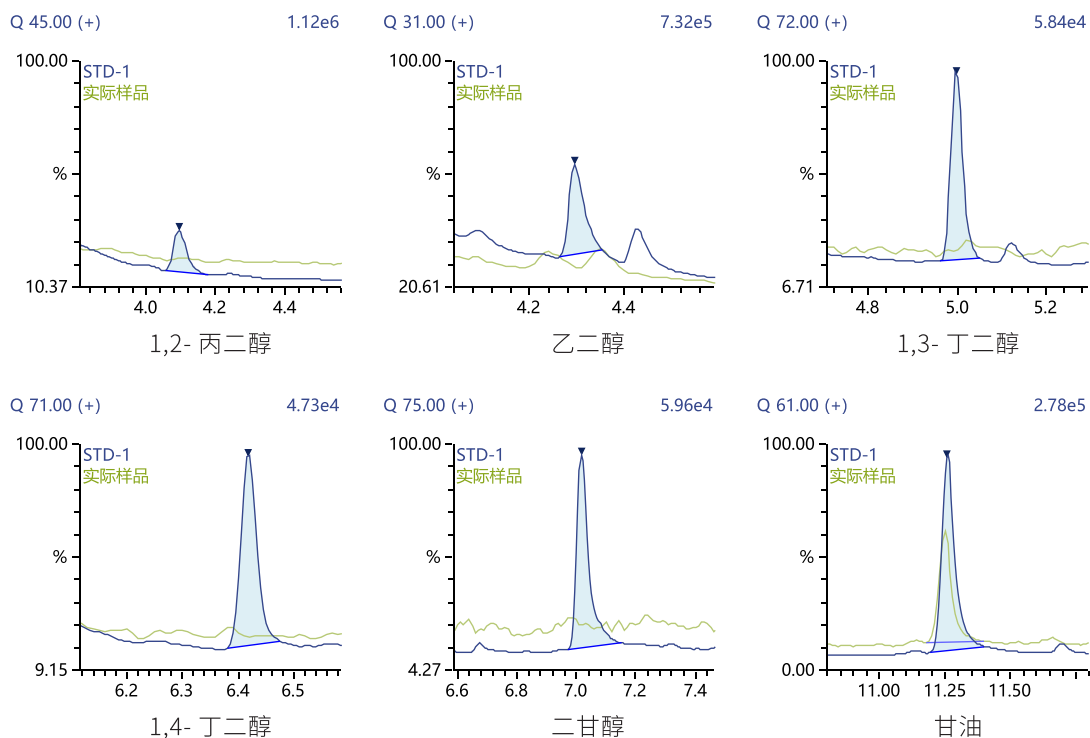 Q 45.00 (+) 1.12e6
100.00
STD-1
实际样品
%
10.37
4.0 4.2 4.4
1,2- 丙二醇
Q 31.00 (+) 7.32e5
100.00
STD-1
实际样品
%
20.61
4.2 4.4
乙二醇
Q 72.00 (+) 5.84e4
100.00
STD-1
实际样品
%
6.71
4.8 5.0 5.2
1,3- 丁二醇
Q 71.00 (+) 4.73e4
100.00
STD-1
实际样品
%
9.15
6.2 6.3 6.4 6.5
1,4- 丁二醇
Q 75.00 (+) 5.96e4
100.00
STD-1
实际样品
%
4.27
6.6 6.8 7.0 7.2 7.4
二甘醇
Q 61.00 (+) 2.78e5
100.00
STD-1
实际样品
%
0.00
11.00 11.25 11.50
甘油